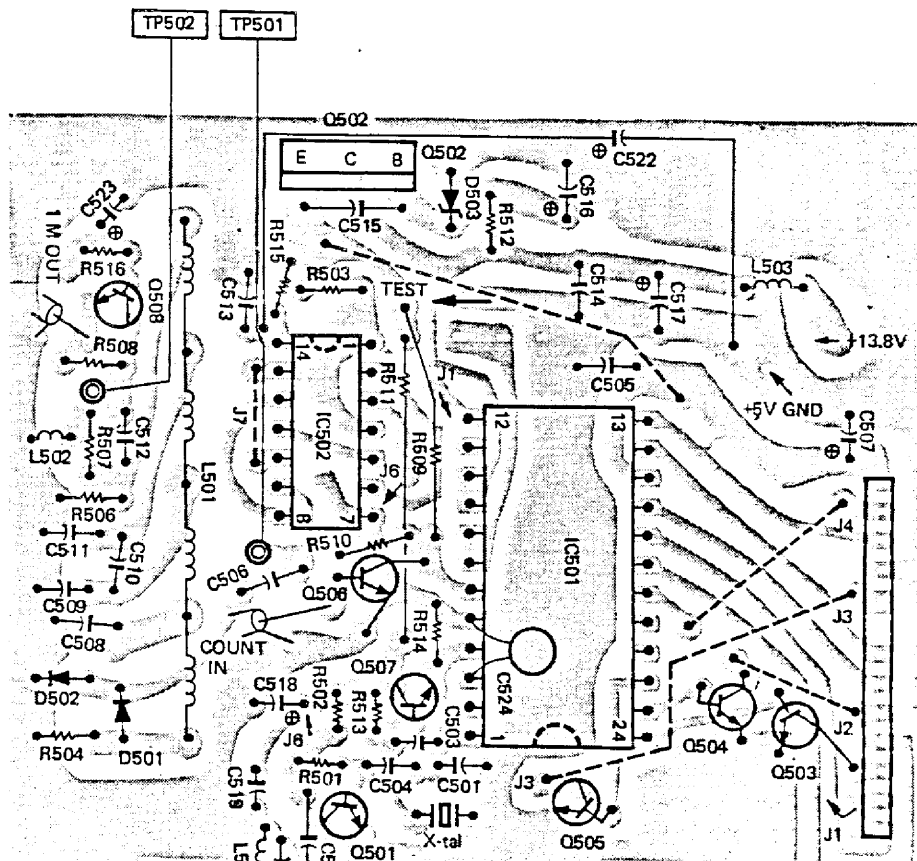 TP502 TP501
Q502
E C B
Q502
C522
C523
D503
C516
1 M OUT
C515
R512
R516
R515
R503
L503
Q508
C513
TEST
C514
C517
R508
14
+13.8V
J1
C505
R511
+5V GND
J7
IC502
12
13
C507
C512
R507
L502
R509
L501
J6
R506
8
7
J4
C511
R510
C510
IC501
C506
Q506
C509
J3
C508
R514
COUNT
IN
Q507
D502
C518
R502
C524
R513
J2
J6
C503
1
24
R504
D501
Q504
R501
Q503
C519
C504
C501
J3
J1
X-tal
Q501
Q505